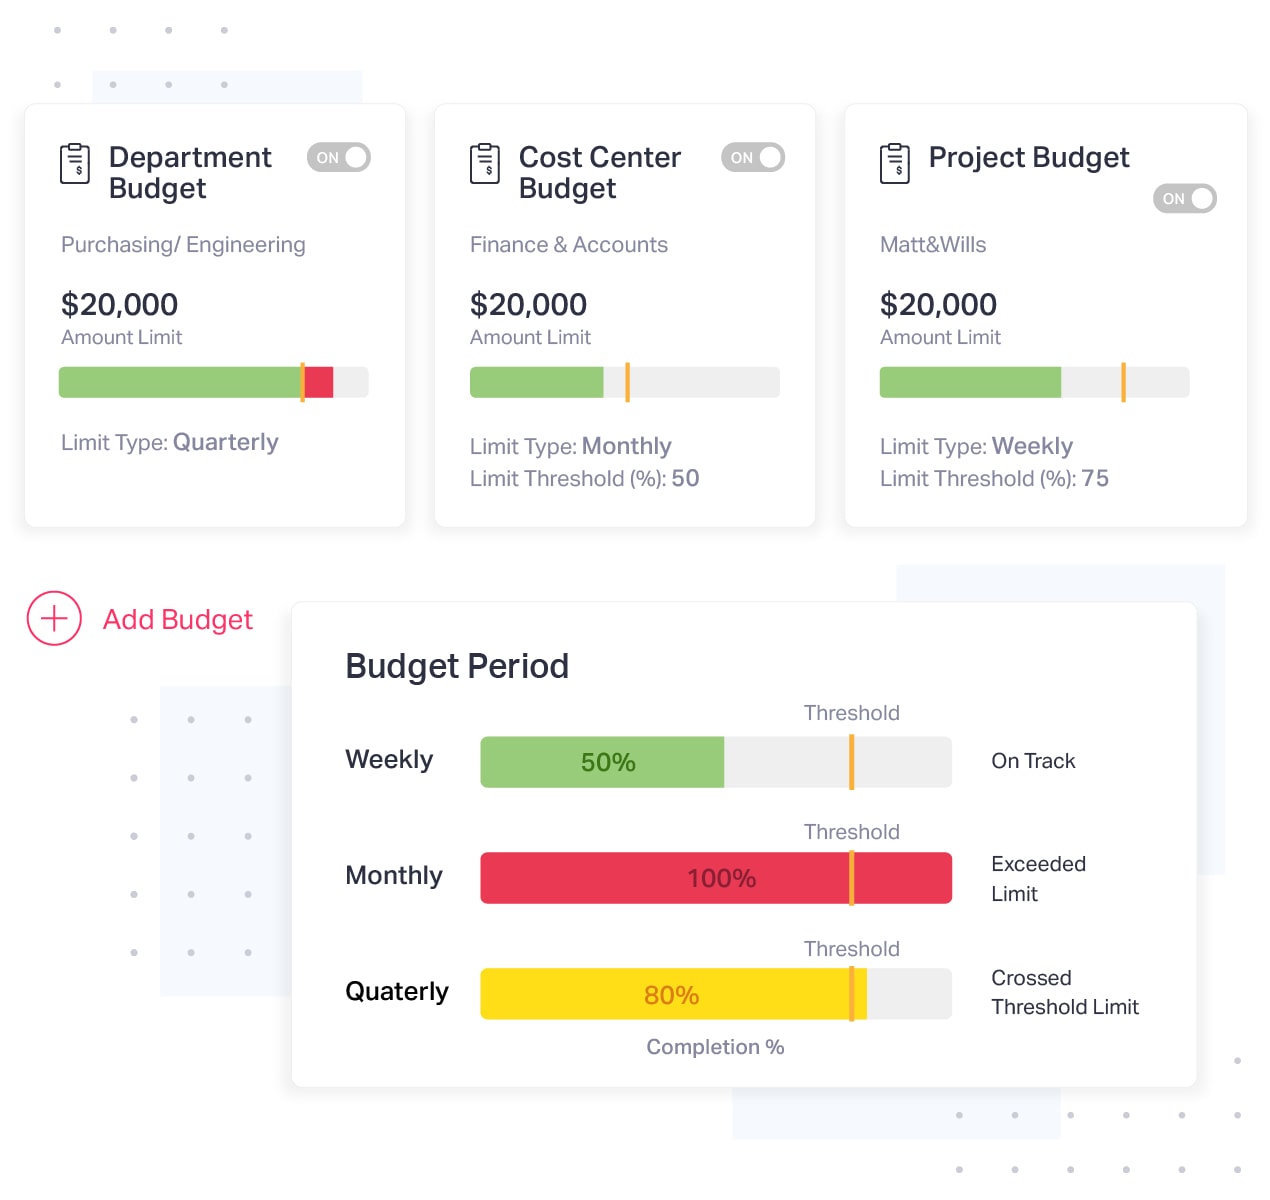 Department
Budget
ON
Purchasing/ Engineering
$20,000
Amount Limit
Limit Type: Quarterly
Cost Center
Budget
ON
Finance & Accounts
$20,000
Amount Limit
Limit Type: Monthly
Limit Threshold (%): 50
Project Budget
ON
Matt&Wills
$20,000
Amount Limit
Limit Type: Weekly
Limit Threshold (%): 75
Add Budget
Budget Period
Threshold
Weekly
50%
On Track
Threshold
Monthly
100%
Exceeded
Limit
Threshold
Quaterly
80%
Crossed
Threshold Limit
Completion %